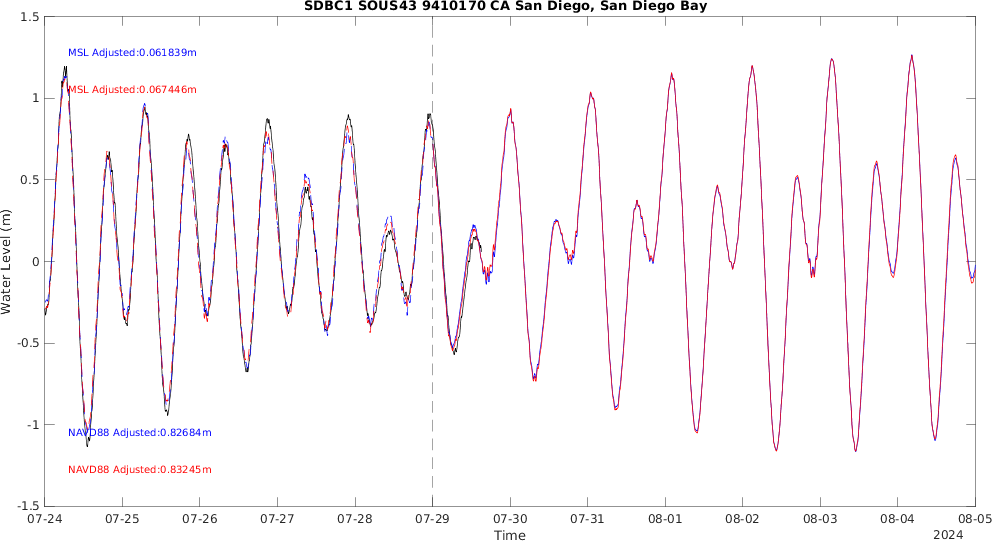 SDBC1 SOUS43 9410170 CA San Diego, San Diego Bay
1.5
MSL Adjusted:0.061839m
MSL Adjusted:0.067446m
1
0.5
Water Level (m)
0
-0.5
-1
NAVD88 Adjusted:0.82684m
NAVD88 Adjusted:0.83245m
-1.5
07-24 07-25 07-26 07-27 07-28 07-29 07-30 07-31 08-01 08-02 08-03 08-04 08-05
Time
2024